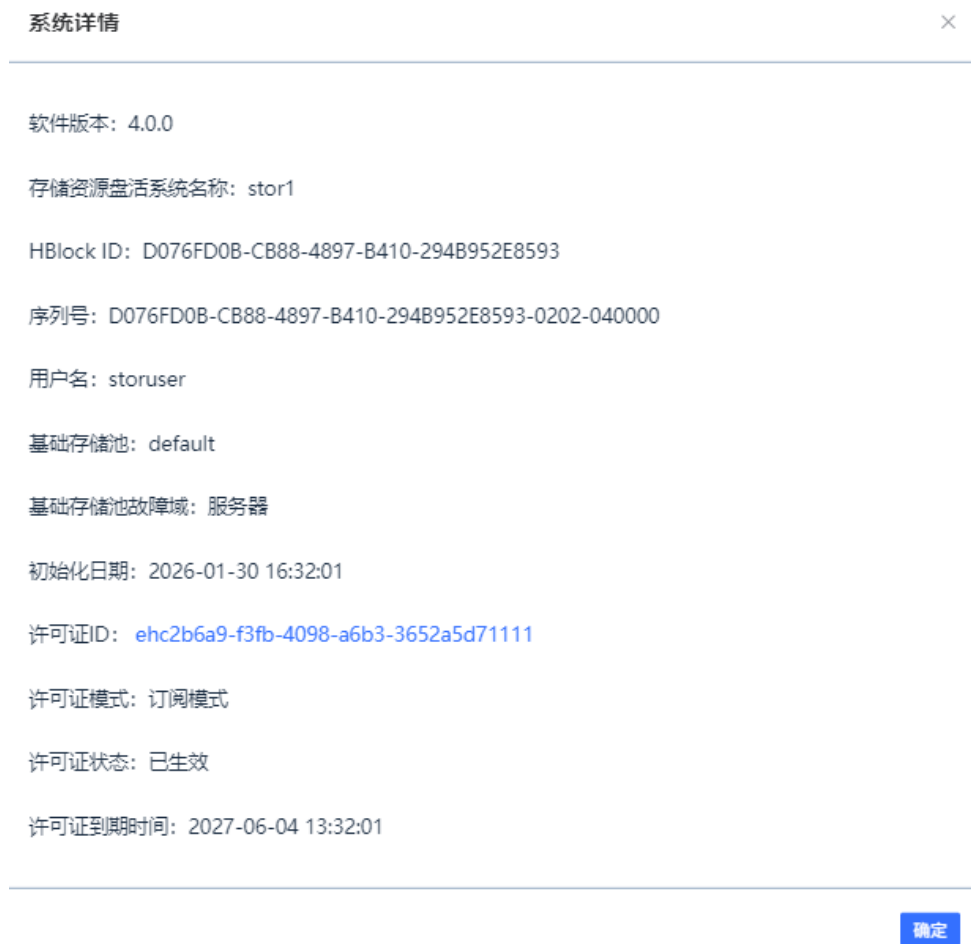 系统详情
软件版本：4.0.0
存储资源盘活系统名称：stor1
HBlock ID：D076FD0B-CB88-4897-B410-294B952E8593
序列号：D076FD0B-CB88-4897-B410-294B952E8593-0202-040000
用户名：storuser
基础存储池：default
基础存储池故障域：服务器
初始化日期：2026-01-30 16:32:01
许可证ID： ehc2b6a9-f3fb-4098-a6b3-3652a5d71111
许可证模式：订阅模式
许可证状态：已生效
许可证到期时间：2027-06-04 13:32:01
确定